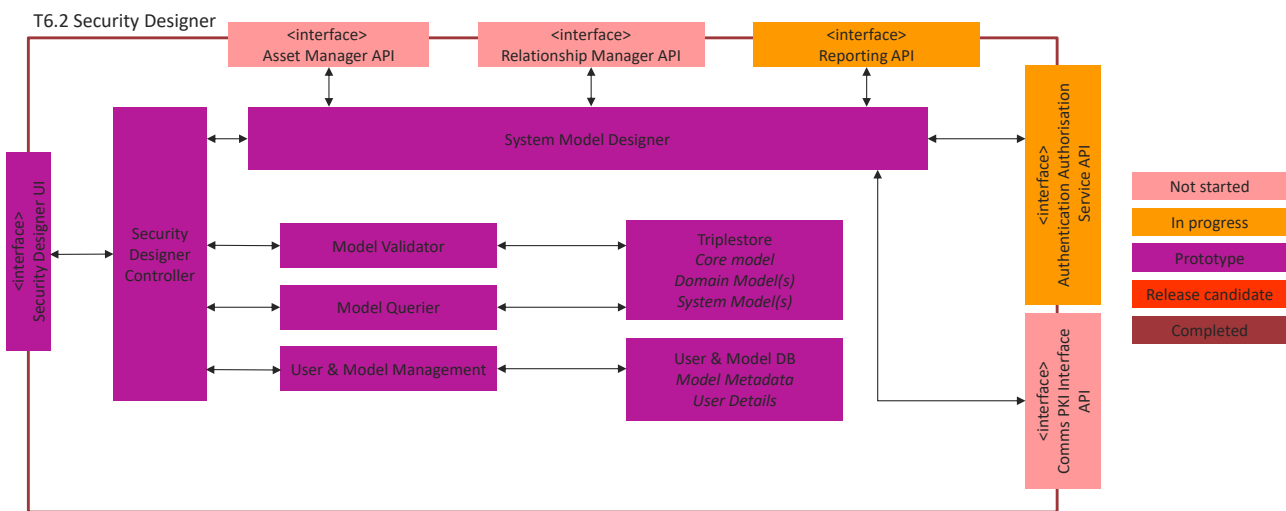 T6.2 Security Designer
<interface>
Asset Manager API
<interface>
Relationship Manager API
<interface>
Reporting API
System Model Designer
<interface>
Authentication Authorisation
Service API
<interface>
Security Designer UI
Security
Designer
Controller
Model Validator
Model Querier
User & Model Management
Triplestore
Core model
Domain Model(s)
System Model(s)
User & Model DB
Model Metadata
User Details
<interface>
Comms PKI Interface
API
Not started
In progress
Prototype
Release candidate
Completed